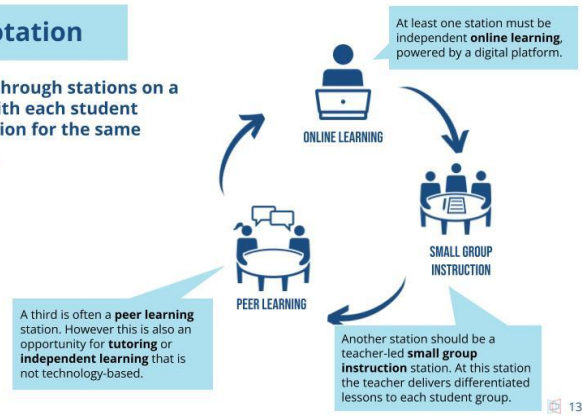 otation
hrough stations on a
ith each student
ion for the same
At least one station must be
independent online learning,
powered by a digital platform.
ONLINE LEARNING
SMALL GROUP
INSTRUCTION
PEER LEARNING
A third is often a peer learning
station. However this is also an
opportunity for tutoring or
independent learning that is
not technology-based.
Another station should be a
teacher-led small group
instruction station. At this station
the teacher delivers differentiated
lessons to each student group.
13